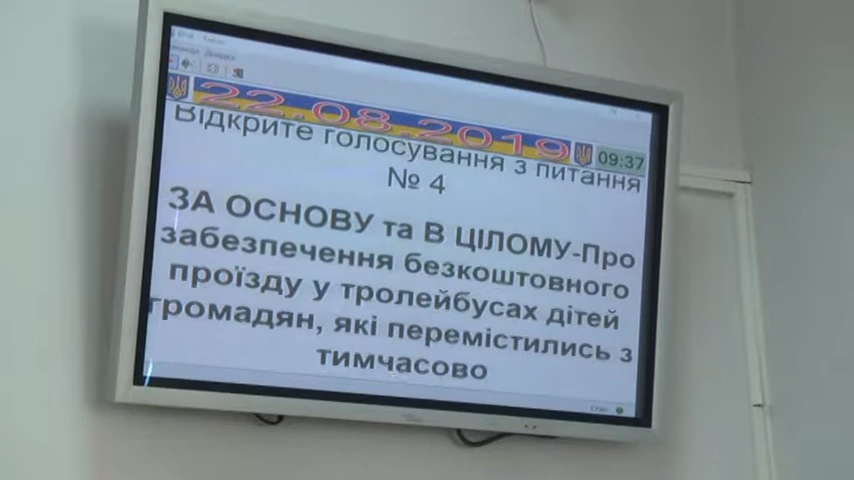 22.08.2019
09:37
Відкрите голосування з питання
№ 4
ЗА ОСНОВУ та В ЦІЛОМУ-Про
забезпечення безкоштовного
проїзду у тролейбусах дітей
громадян, які перемістились з
тимчасово